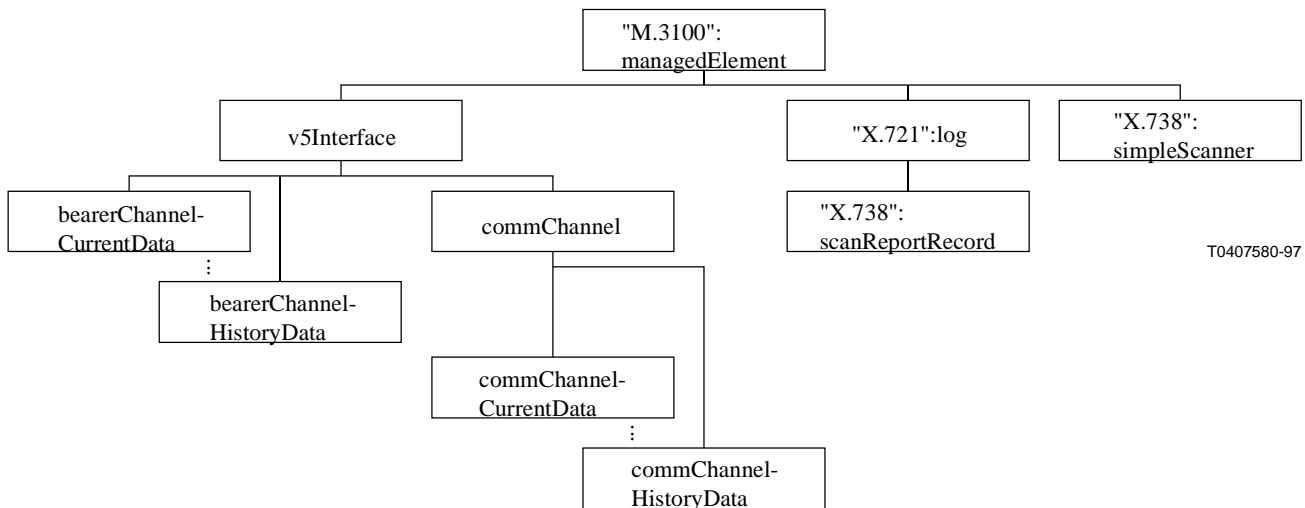 "M.3100":
managedElement
v5Interface
"X.721":log
"X.738":
simpleScanner
bearerChannel-
CurrentData
commChannel
"X.738":
scanReportRecord
T0407580-97
bearerChannel-
HistoryData
commChannel-
CurrentData
commChannel-
HistoryData